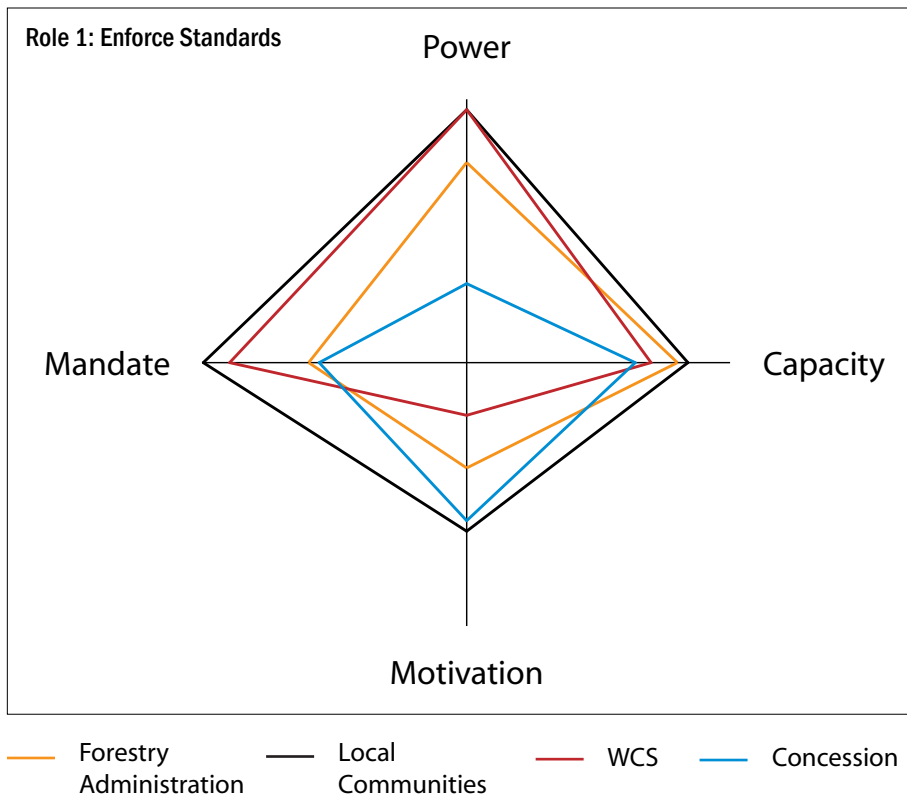 Role 1: Enforce Standards
Power
Mandate
Capacity
Motivation
Forestry
Administration
Local
Communities
WCS
Concession